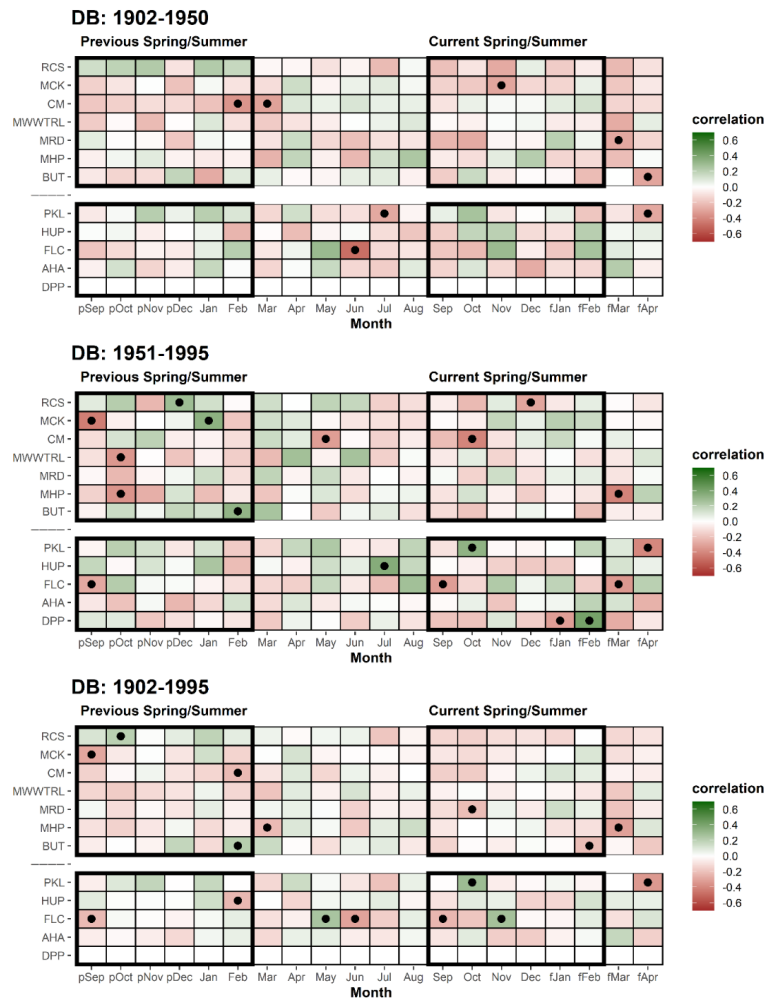 DB: 1902-1950
Previous Spring/Summer Current Spring/Summer
RCS
MCK
CM
MWWTRL
MRD
MHP
BUT
————
PKL
HUP
FLC
AHA
DPP
pSep pOct pNov pDec Jan Feb Mar Apr May Jun Jul Aug Sep Oct Nov Dec fJan fFeb fMar fApr
Month
correlation
0.6
0.4
0.2
0.0
-0.2
-0.4
-0.6
DB: 1951-1995
Previous Spring/Summer Current Spring/Summer
RCS
MCK
CM
MWWTRL
MRD
MHP
BUT
————
PKL
HUP
FLC
AHA
DPP
pSep pOct pNov pDec Jan Feb Mar Apr May Jun Jul Aug Sep Oct Nov Dec fJan fFeb fMar fApr
Month
correlation
0.6
0.4
0.2
0.0
-0.2
-0.4
-0.6
DB: 1902-1995
Previous Spring/Summer Current Spring/Summer
RCS
MCK
CM
MWWTRL
MRD
MHP
BUT
————
PKL
HUP
FLC
AHA
DPP
pSep pOct pNov pDec Jan Feb Mar Apr May Jun Jul Aug Sep Oct Nov Dec fJan fFeb fMar fApr
Month
correlation
0.6
0.4
0.2
0.0
-0.2
-0.4
-0.6